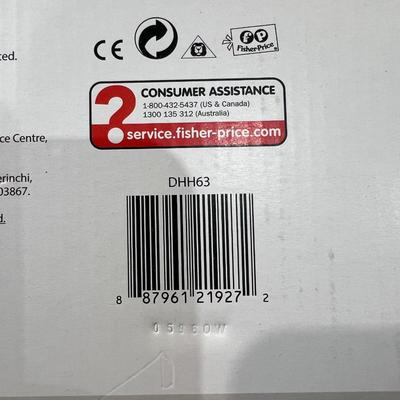 ted.
CE
Fisher-Price
CONSUMER ASSISTANCE
1-800-432-5437 (US & Canada)
1300 135 312 (Australia)
service.fisher-price.com
ce Centre,
erinchi,
03867.
d.
DHH63
8 87961 21927 2